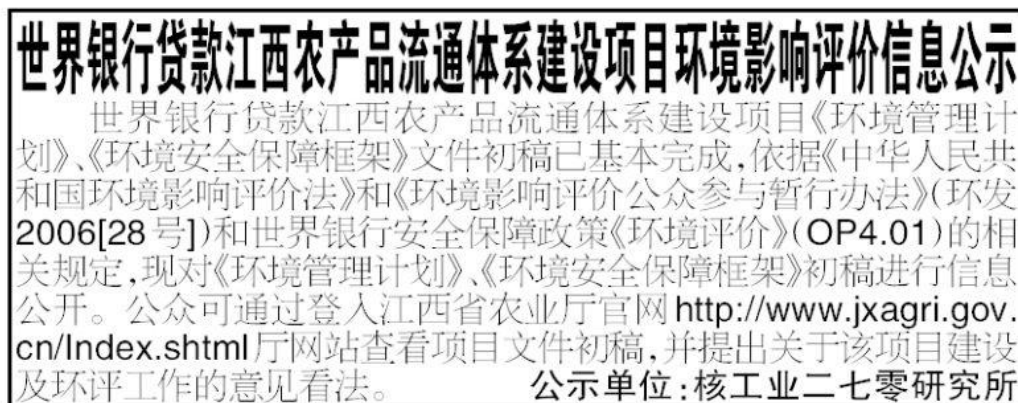 世界银行贷款江西农产品流通体系建设项目环境影响评价信息公示
世界银行贷款江西农产品流通体系建设项目《环境管理计
划》、《环境安全保障框架》文件初稿已基本完成,依据《中华人民共
和国环境影响评价法》和《环境影响评价公众参与暂行办法》(环发
2006[28号])和世界银行安全保障政策《环境评价》(OP4.01)的相
关规定,现对《环境管理计划》、《环境安全保障框架》初稿进行信息
公开。公众可通过登入江西省农业厅官网http://www.jxagri.gov.
cn/Index.shtml厅网站查看项目文件初稿,并提出关于该项目建设
及环评工作的意见看法。 公示单位:核工业二七零研究所